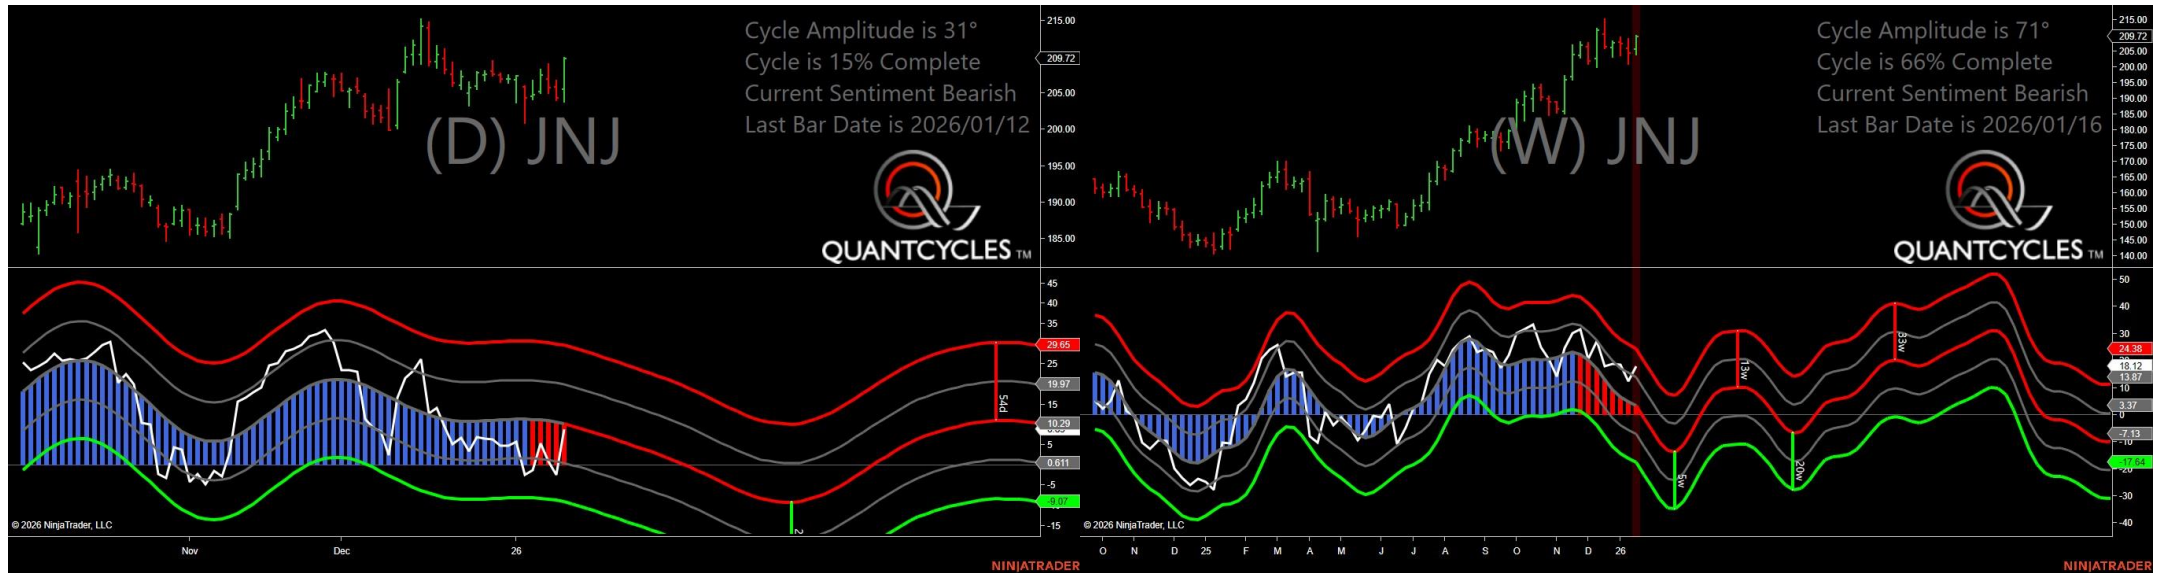 Cycle Amplitude is 31°
Cycle is 15% Complete
Current Sentiment Bearish
Last Bar Date is 2026/01/12
(D) JNJ
QUANTCYCLES TM
215.00
209.72
205.00
200.00
195.00
190.00
185.00
45
40
35
29.65
25
19.97
15
10.29
5
0.611
-5
-9.07
-15
54d
2
© 2026 NinjaTrader, LLC
Nov Dec 26
NINJATRADER
Cycle Amplitude is 71°
Cycle is 66% Complete
Current Sentiment Bearish
Last Bar Date is 2026/01/16
(W) JNJ
QUANTCYCLES TM
215.00
209.72
205.00
200.00
195.00
190.00
185.00
180.00
175.00
170.00
165.00
160.00
155.00
150.00
145.00
140.00
50
40
30
24.38
18.12
13.87
10
3.37
0
-7.13
-10
-17.64
-20
-30
-40
5w
13w
20w
33w
© 2026 NinjaTrader, LLC
O N D 25 F M A M J J A S O N D 26
NINJATRADER